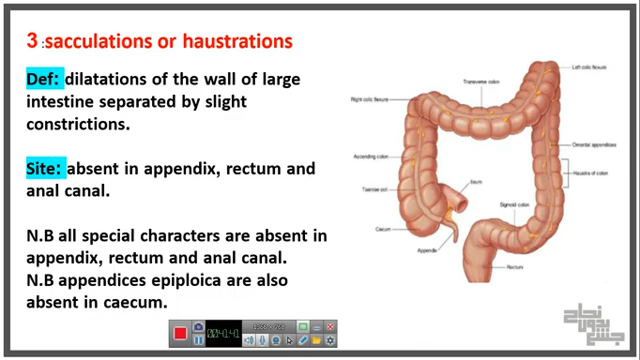 3 :sacculations or haustrations
Def: dilatations of the wall of large
intestine separated by slight
constrictions.
Site: absent in appendix, rectum and
anal canal.
N.B all special characters are absent in
appendix, rectum and anal canal.
N.B appendices epiploica are also
absent in caecum.
Left colic flexure
Transverse colon
Right colic flexure
Omental appendices
Ascending colon
Haustra of colon
Taeniae coli
Ileum
Sigmoid colon
Caecum
Appendix
Rectum